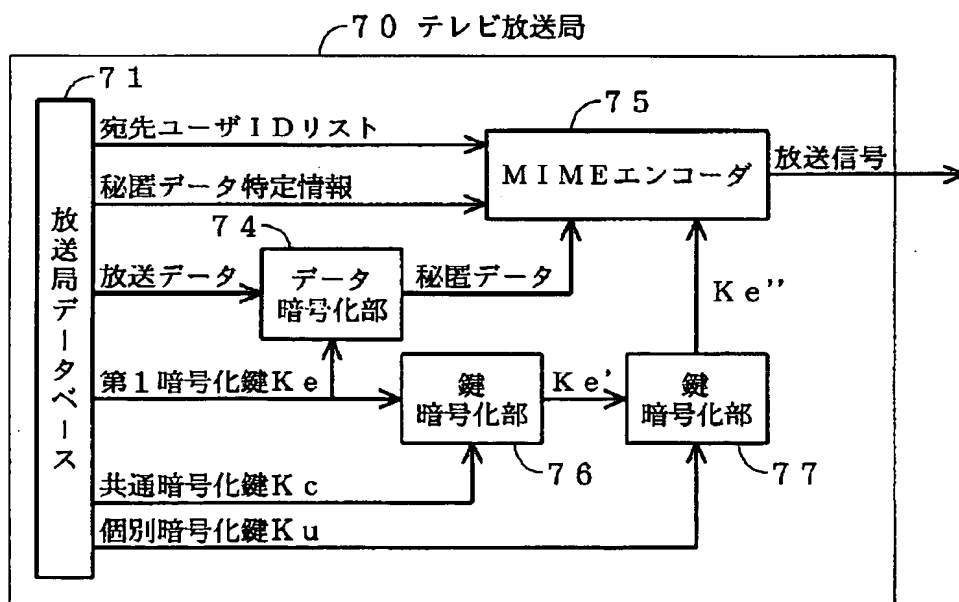 ７０ テレビ放送局
７１
放送局データベース
宛先ユーザＩＤリスト
秘匿データ特定情報
７５
ＭＩＭＥエンコーダ
放送信号
７４
放送データ
データ
暗号化部
秘匿データ
Ｋｅ''
第１暗号化鍵Ｋｅ
鍵
暗号化部
Ｋｅ'
鍵
暗号化部
７６
７７
共通暗号化鍵Ｋｃ
個別暗号化鍵Ｋｕ